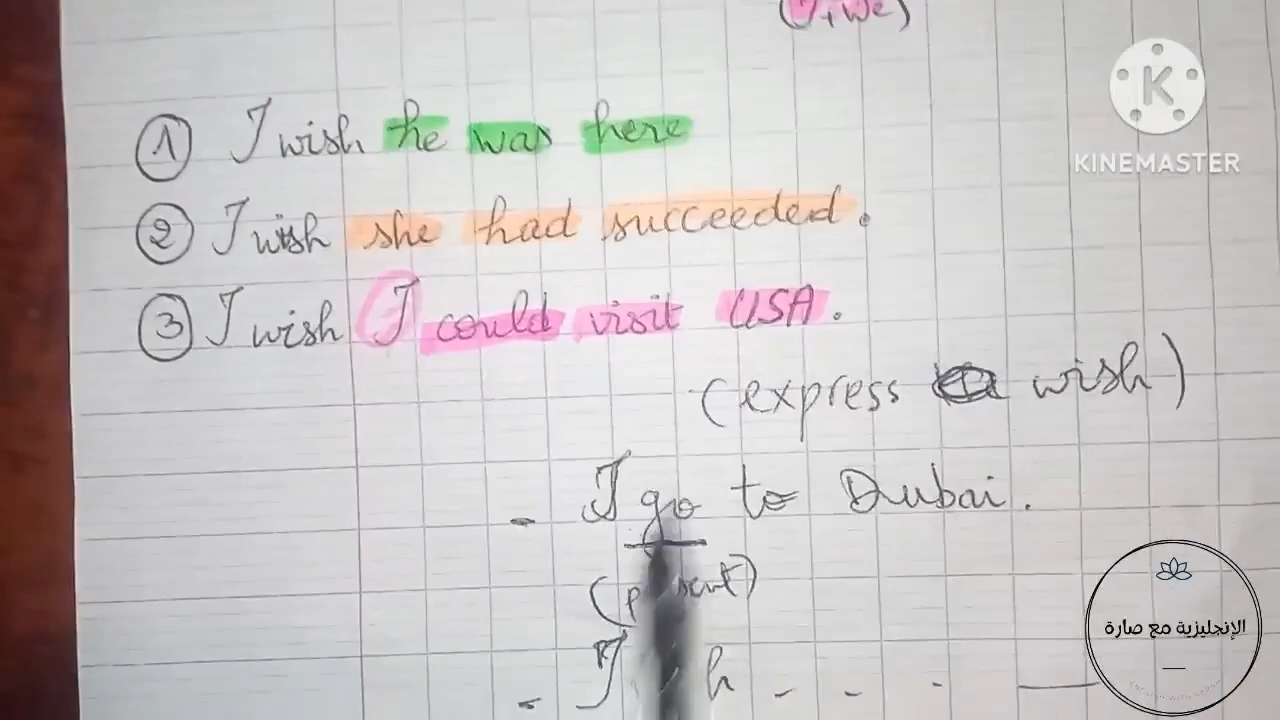 (I, we)
① I wish he was here
② I wish she had succeeded.
③ I wish I could visit USA.
(express wish)
- I go to Dubai.
- I - - - —
KINEMASTER
الإنجليزية مع صارة